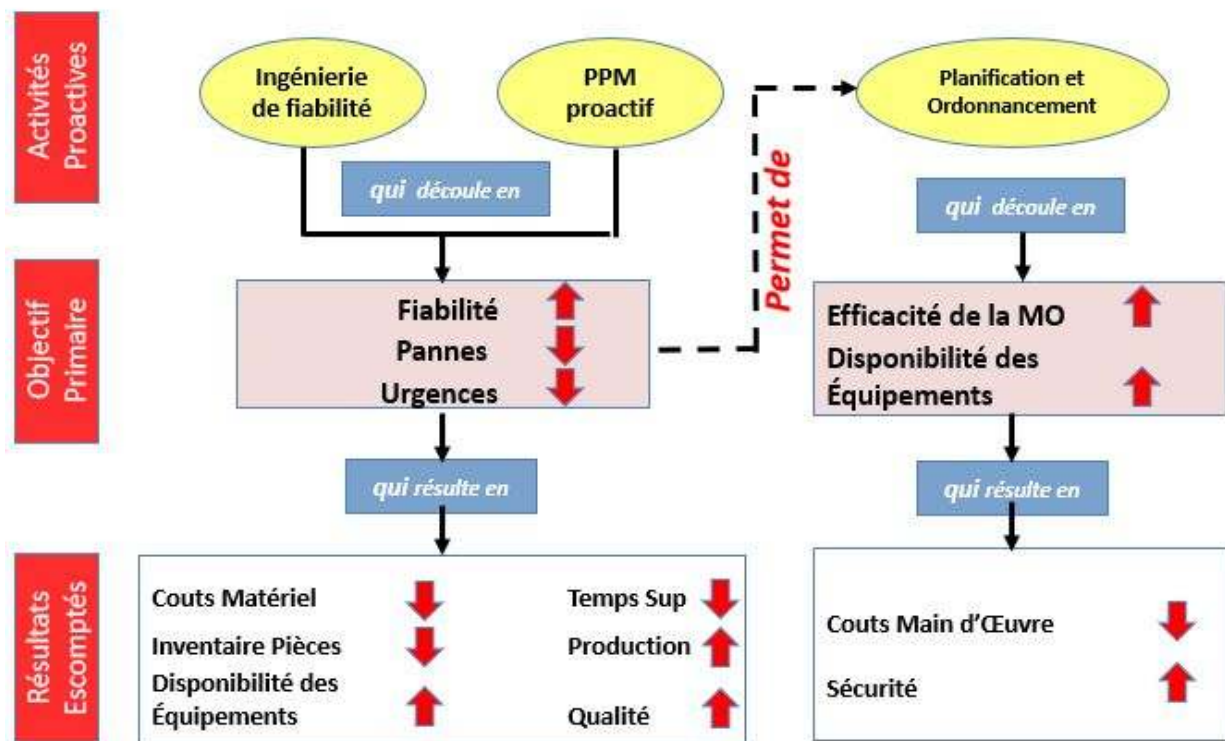 Activités
Proactives
Ingénierie
de fiabilité
PPM
proactif
Planification et
Ordonnancement
qui découle en
qui découle en
Permet de
Objectif
Primaire
Fiabilité
Pannes
Urgences
Efficacité de la MO
Disponibilité des
Équipements
qui résulte en
qui résulte en
Résultats
Escomptés
Couts Matériel
Inventaire Pièces
Disponibilité des
Équipements
Temps Sup
Production
Qualité
Couts Main d’Œuvre
Sécurité